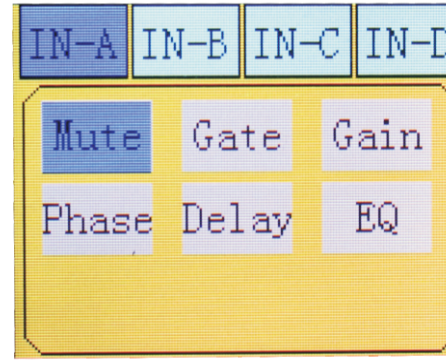 IN-A IN-B IN-C IN-D
Mute Gate Gain
Phase Delay EQ